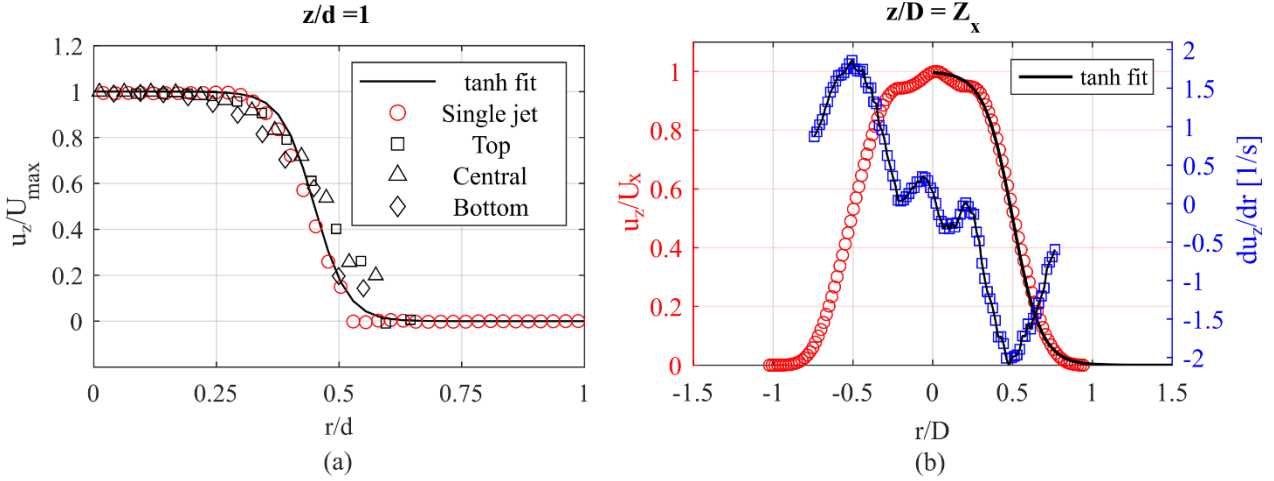 z/d =1
1.2
1
0.8
0.6
0.4
0.2
0
u_z/U_max
tanh fit
Single jet
Top
Central
Bottom
0
0.25
0.5
0.75
1
r/d
(a)
z/D = Z_x
1
0.8
0.6
0.4
0.2
0
u_z/U_x
tanh fit
2
1.5
1
0.5
0
-0.5
-1
-1.5
-2
du_z/dr [1/s]
-1.5
-1
-0.5
0
0.5
1
1.5
r/D
(b)